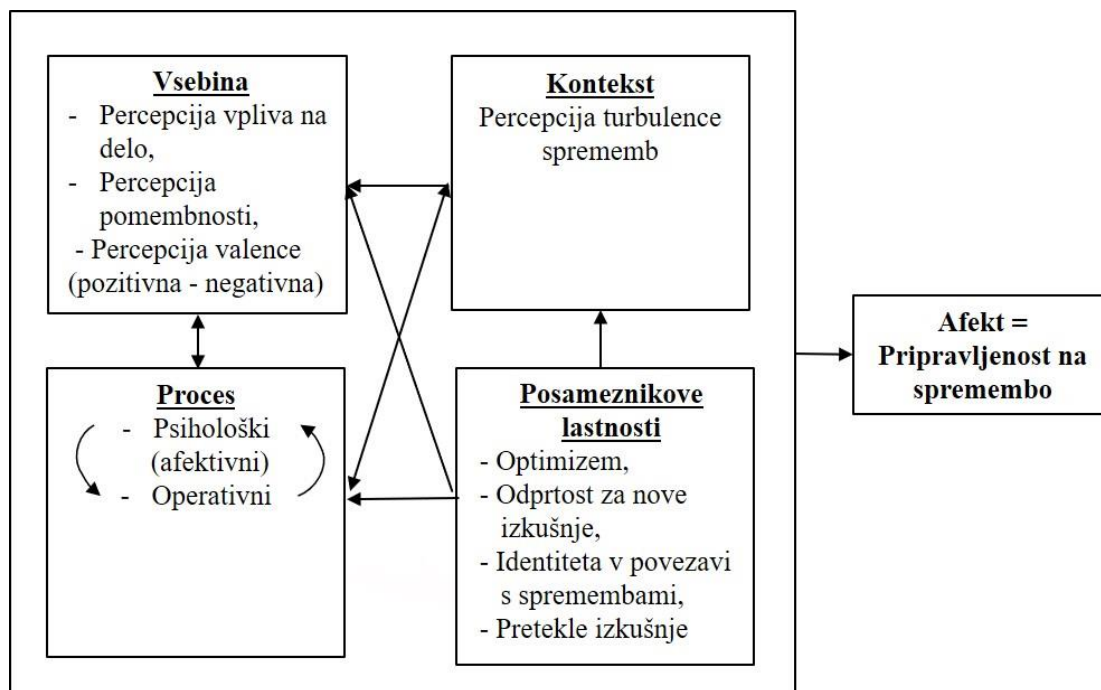 Vsebina
- Percepcija vpliva na
delo,
- Percepcija
pomembnosti,
- Percepcija valence
(pozitivna - negativna)
Kontekst
Percepcija turbulence
sprememb
Proces
- Psihološki
(afektivni)
- Operativni
Posameznikove
lastnosti
- Optimizem,
- Odprtost za nove
izkušnje,
- Identiteta v povezavi
s spremembami,
- Pretekle izkušnje
Afekt =
Pripravljenost na
spremembo